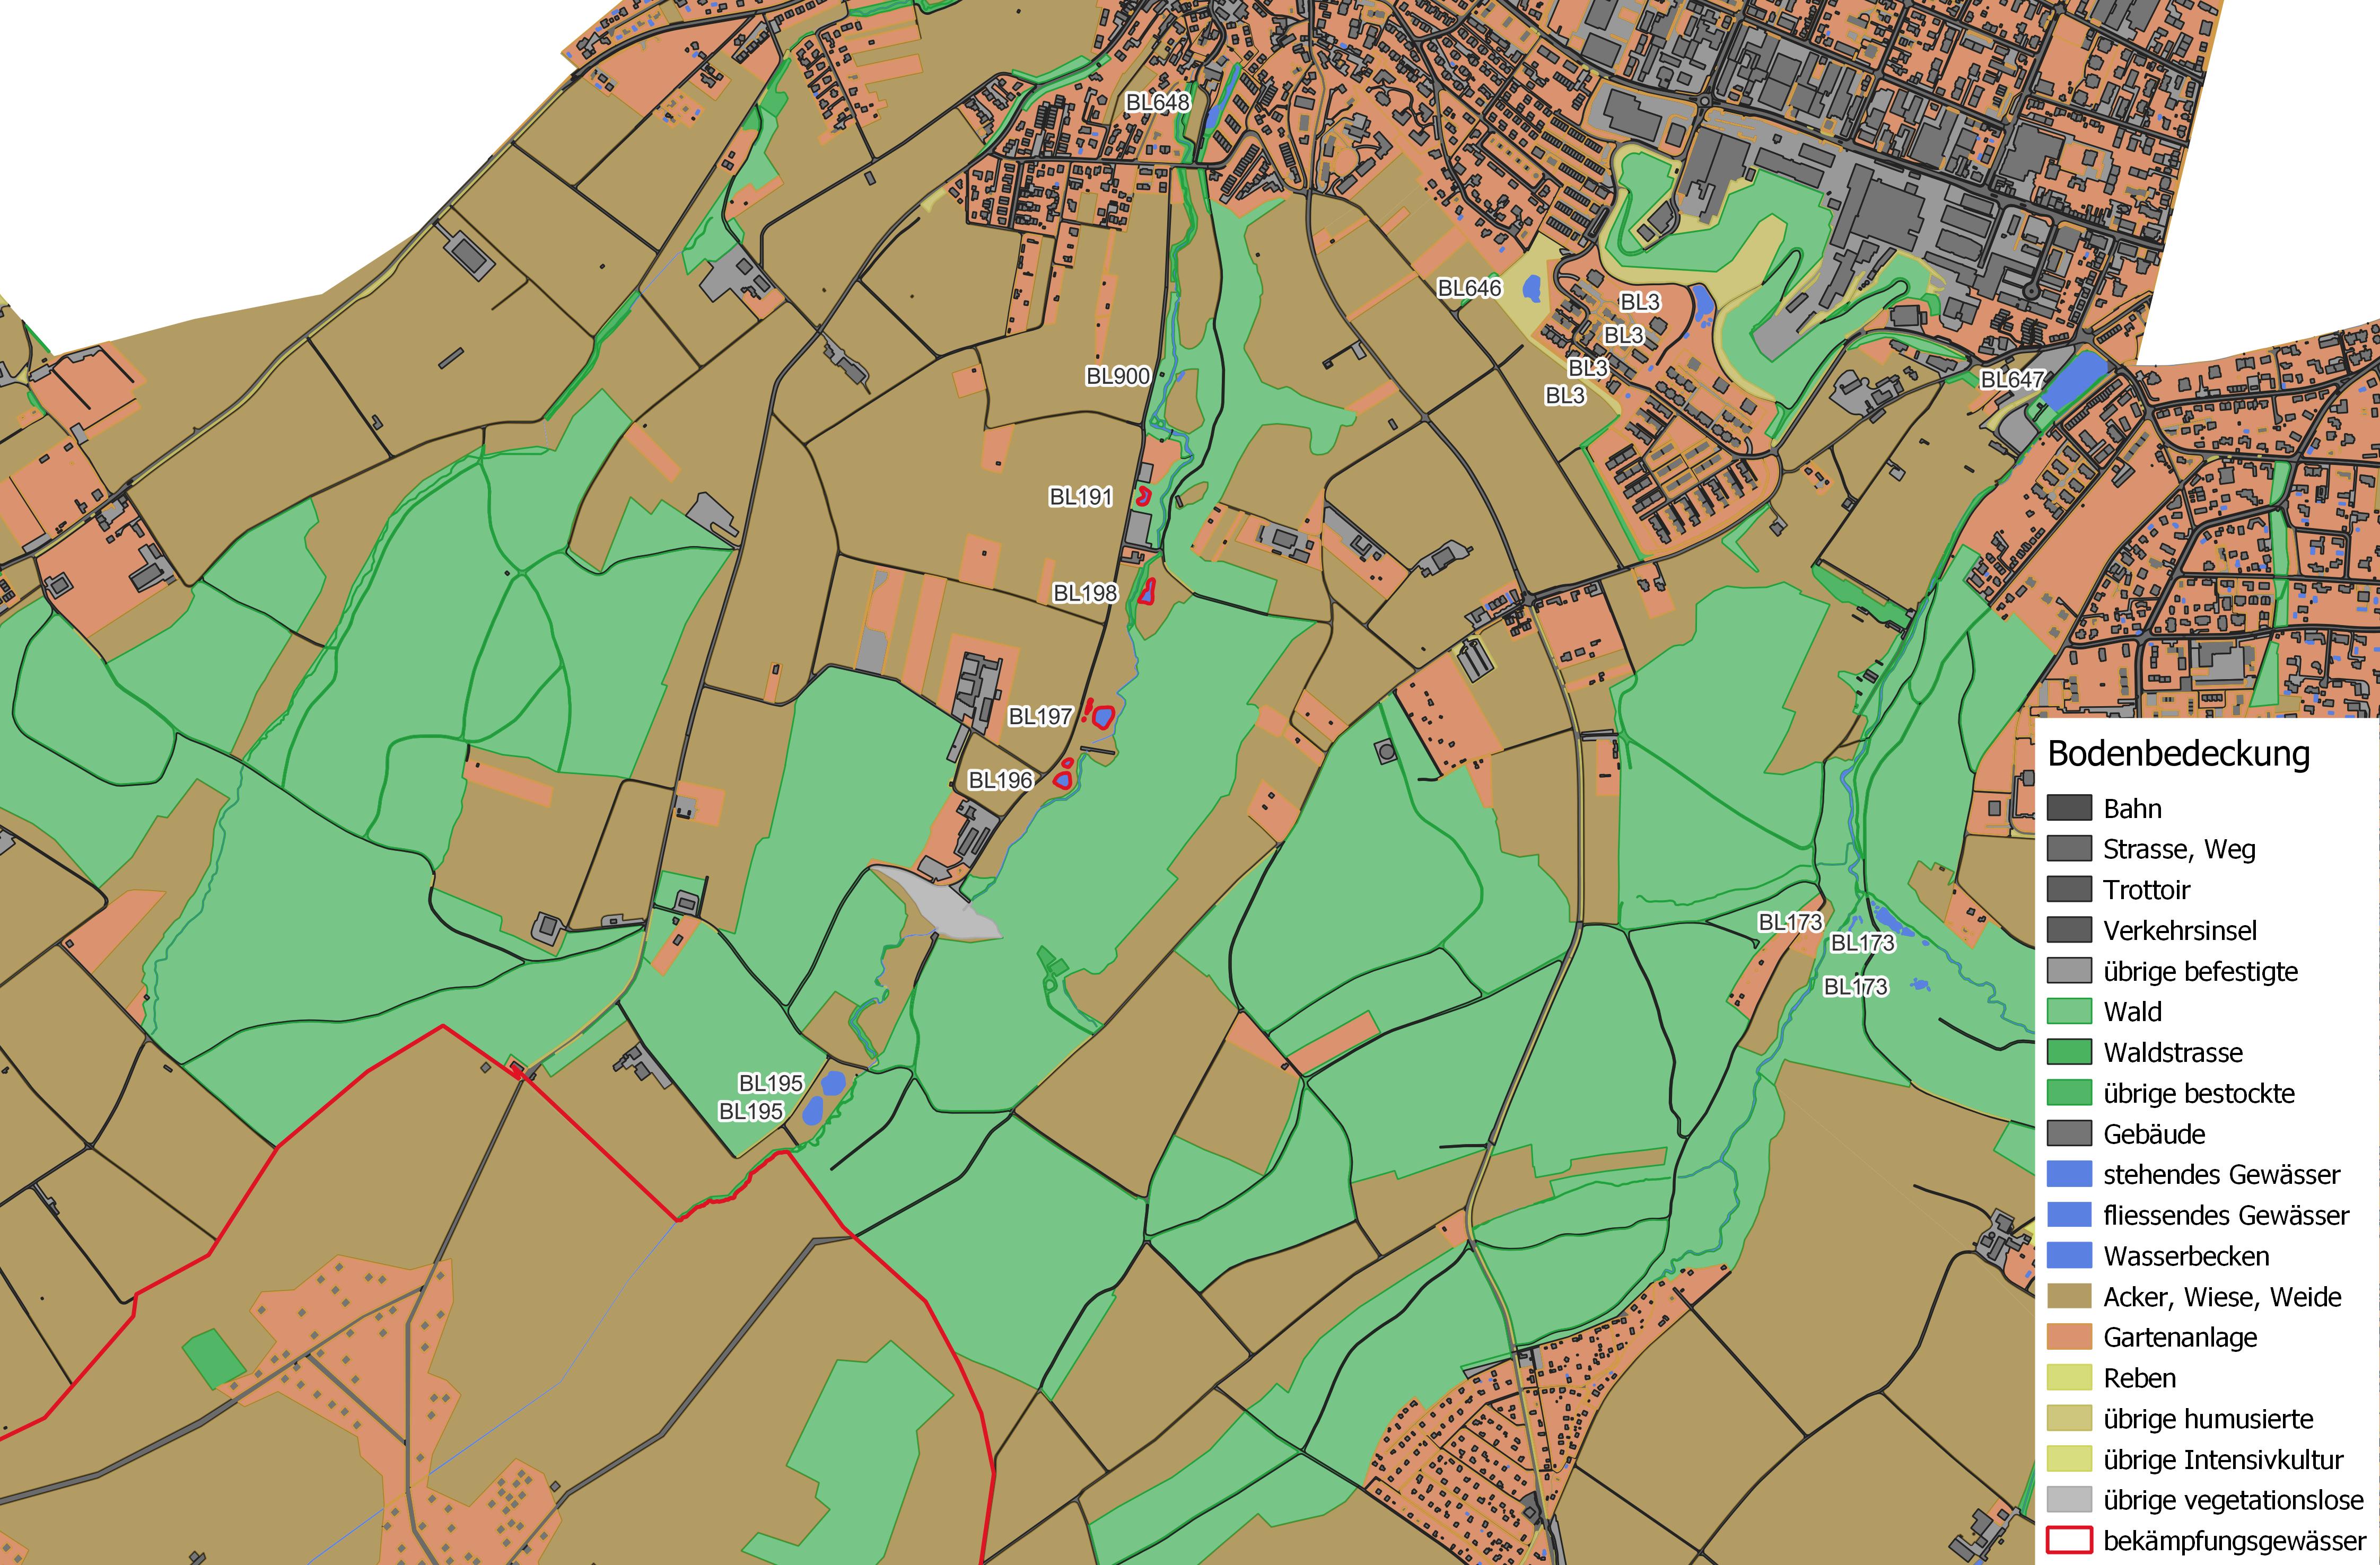 BL648
BL646
BL3
BL3
BL3
BL3
BL900
BL647
BL191
BL198
BL197
BL196
BL173
BL173
BL173
BL195
BL195
Bodenbedeckung
Bahn
Strasse, Weg
Trottoir
Verkehrsinsel
übrige befestigte
Wald
Waldstrasse
übrige bestockte
Gebäude
stehendes Gewässer
fliessendes Gewässer
Wasserbecken
Acker, Wiese, Weide
Gartenanlage
Reben
übrige humusierte
übrige Intensivkultur
übrige vegetationslose
bekämpfungsgewässer